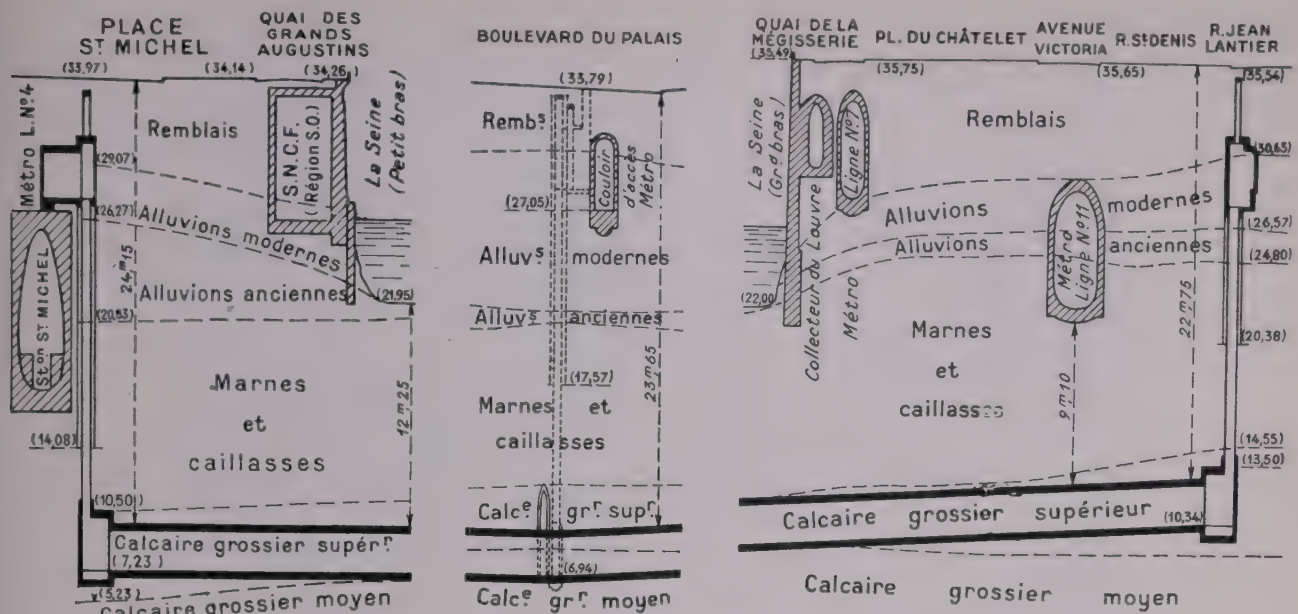 PLACE
ST MICHEL
QUAI DES
GRANDS
AUGUSTINS
(33,97)
(34,14)
(34,26)
Métro L. Nº4
Remblais
S.N.C.F.
(Région S.O.)
La Seine
(Petit bras)
(29,07)
(26,27)
Alluvions modernes
24m15
Alluvions anciennes
(21,95)
(20,83)
Ston ST MICHEL
Marnes
et
caillasses
12m25
(14,08)
(10,50)
Calcaire grossier supér.r
(7,23)
(5,23)
Calcaire grossier moyen
BOULEVARD DU PALAIS
(33,79)
Remb.s
Couloir
d'accès
Métro
(27,05)
Alluv.s modernes
Alluv.s anciennes
(17,57)
23m65
Marnes et
caillasses
Calc.e gr.r sup.r
(6,94)
Calc.e gr.r moyen
QUAI DE LA
MÉGISSERIE
PL. DU CHÂTELET
AVENUE
VICTORIA
R. St DENIS
R. JEAN
LANTIER
(35,49)
(35,75)
(35,65)
(35,54)
La Seine
(Gd bras)
Collecteur du Louvre
Métro
Ligne Nº7
Remblais
(30,65)
Alluvions modernes
(26,57)
Alluvions anciennes
(24,80)
Métro
Ligne Nº11
(22,00)
22m75
(20,38)
Marnes
et
caillasses
9m10
(14,55)
(13,50)
Calcaire grossier supérieur
(10,34)
Calcaire grossier moyen